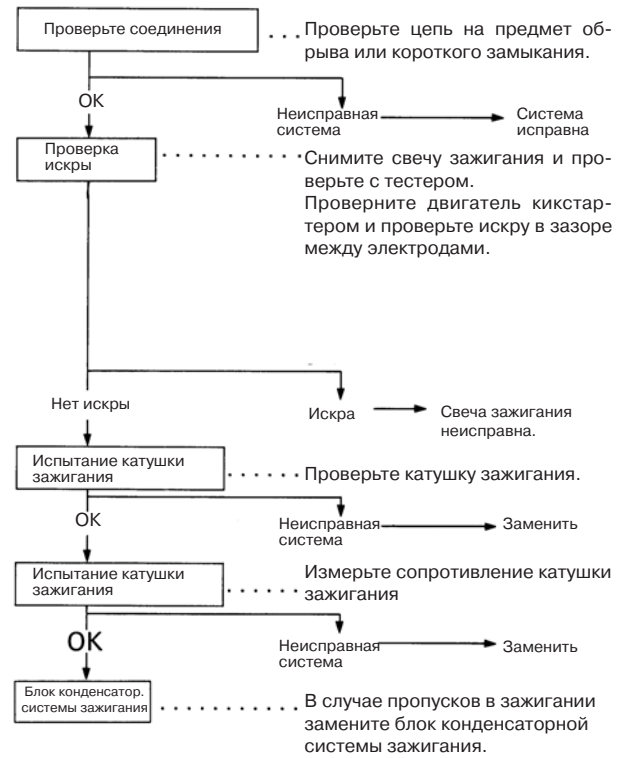 Проверьте соединения
Проверьте цепь на предмет об-
рыва или короткого замыкания.
ОК
Неисправная
система
Система
исправна
Проверка
искры
Снимите свечу зажигания и про-
верьте с тестером.
Проверните двигатель кикстар-
тером и проверьте искру в зазоре
между электродами.
Нет искры
Искра
Свеча зажигания
неисправна.
Испытание катушки
зажигания
Проверьте катушку зажигания.
ОК
Неисправная
система
Заменить
Испытание катушки
зажигания
Измерьте сопротивление катушки
зажигания
ОК
Неисправная
система
Заменить
Блок конденсатор.
системы зажигания
В случае пропусков в зажигании
замените блок конденсаторной
системы зажигания.